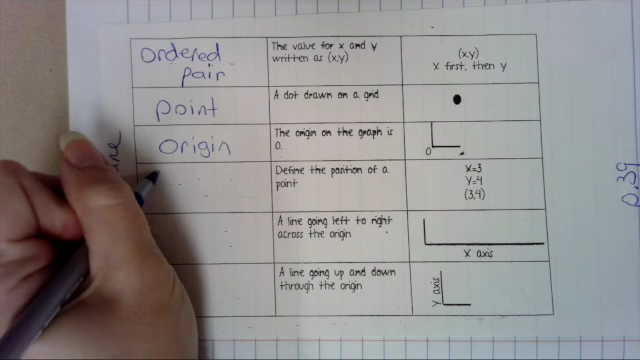 Ordered
pair
The value for x and y
written as (x,y)
(x,y)
X first, then y
point
A dot drawn on a grid
Origin
The origin on the graph is
0.
0
Define the position of a
point
X=3
Y=4
(3,4)
A line going left to right
across the origin
X axis
A line going up and down
through the origin
Y axis
p.39